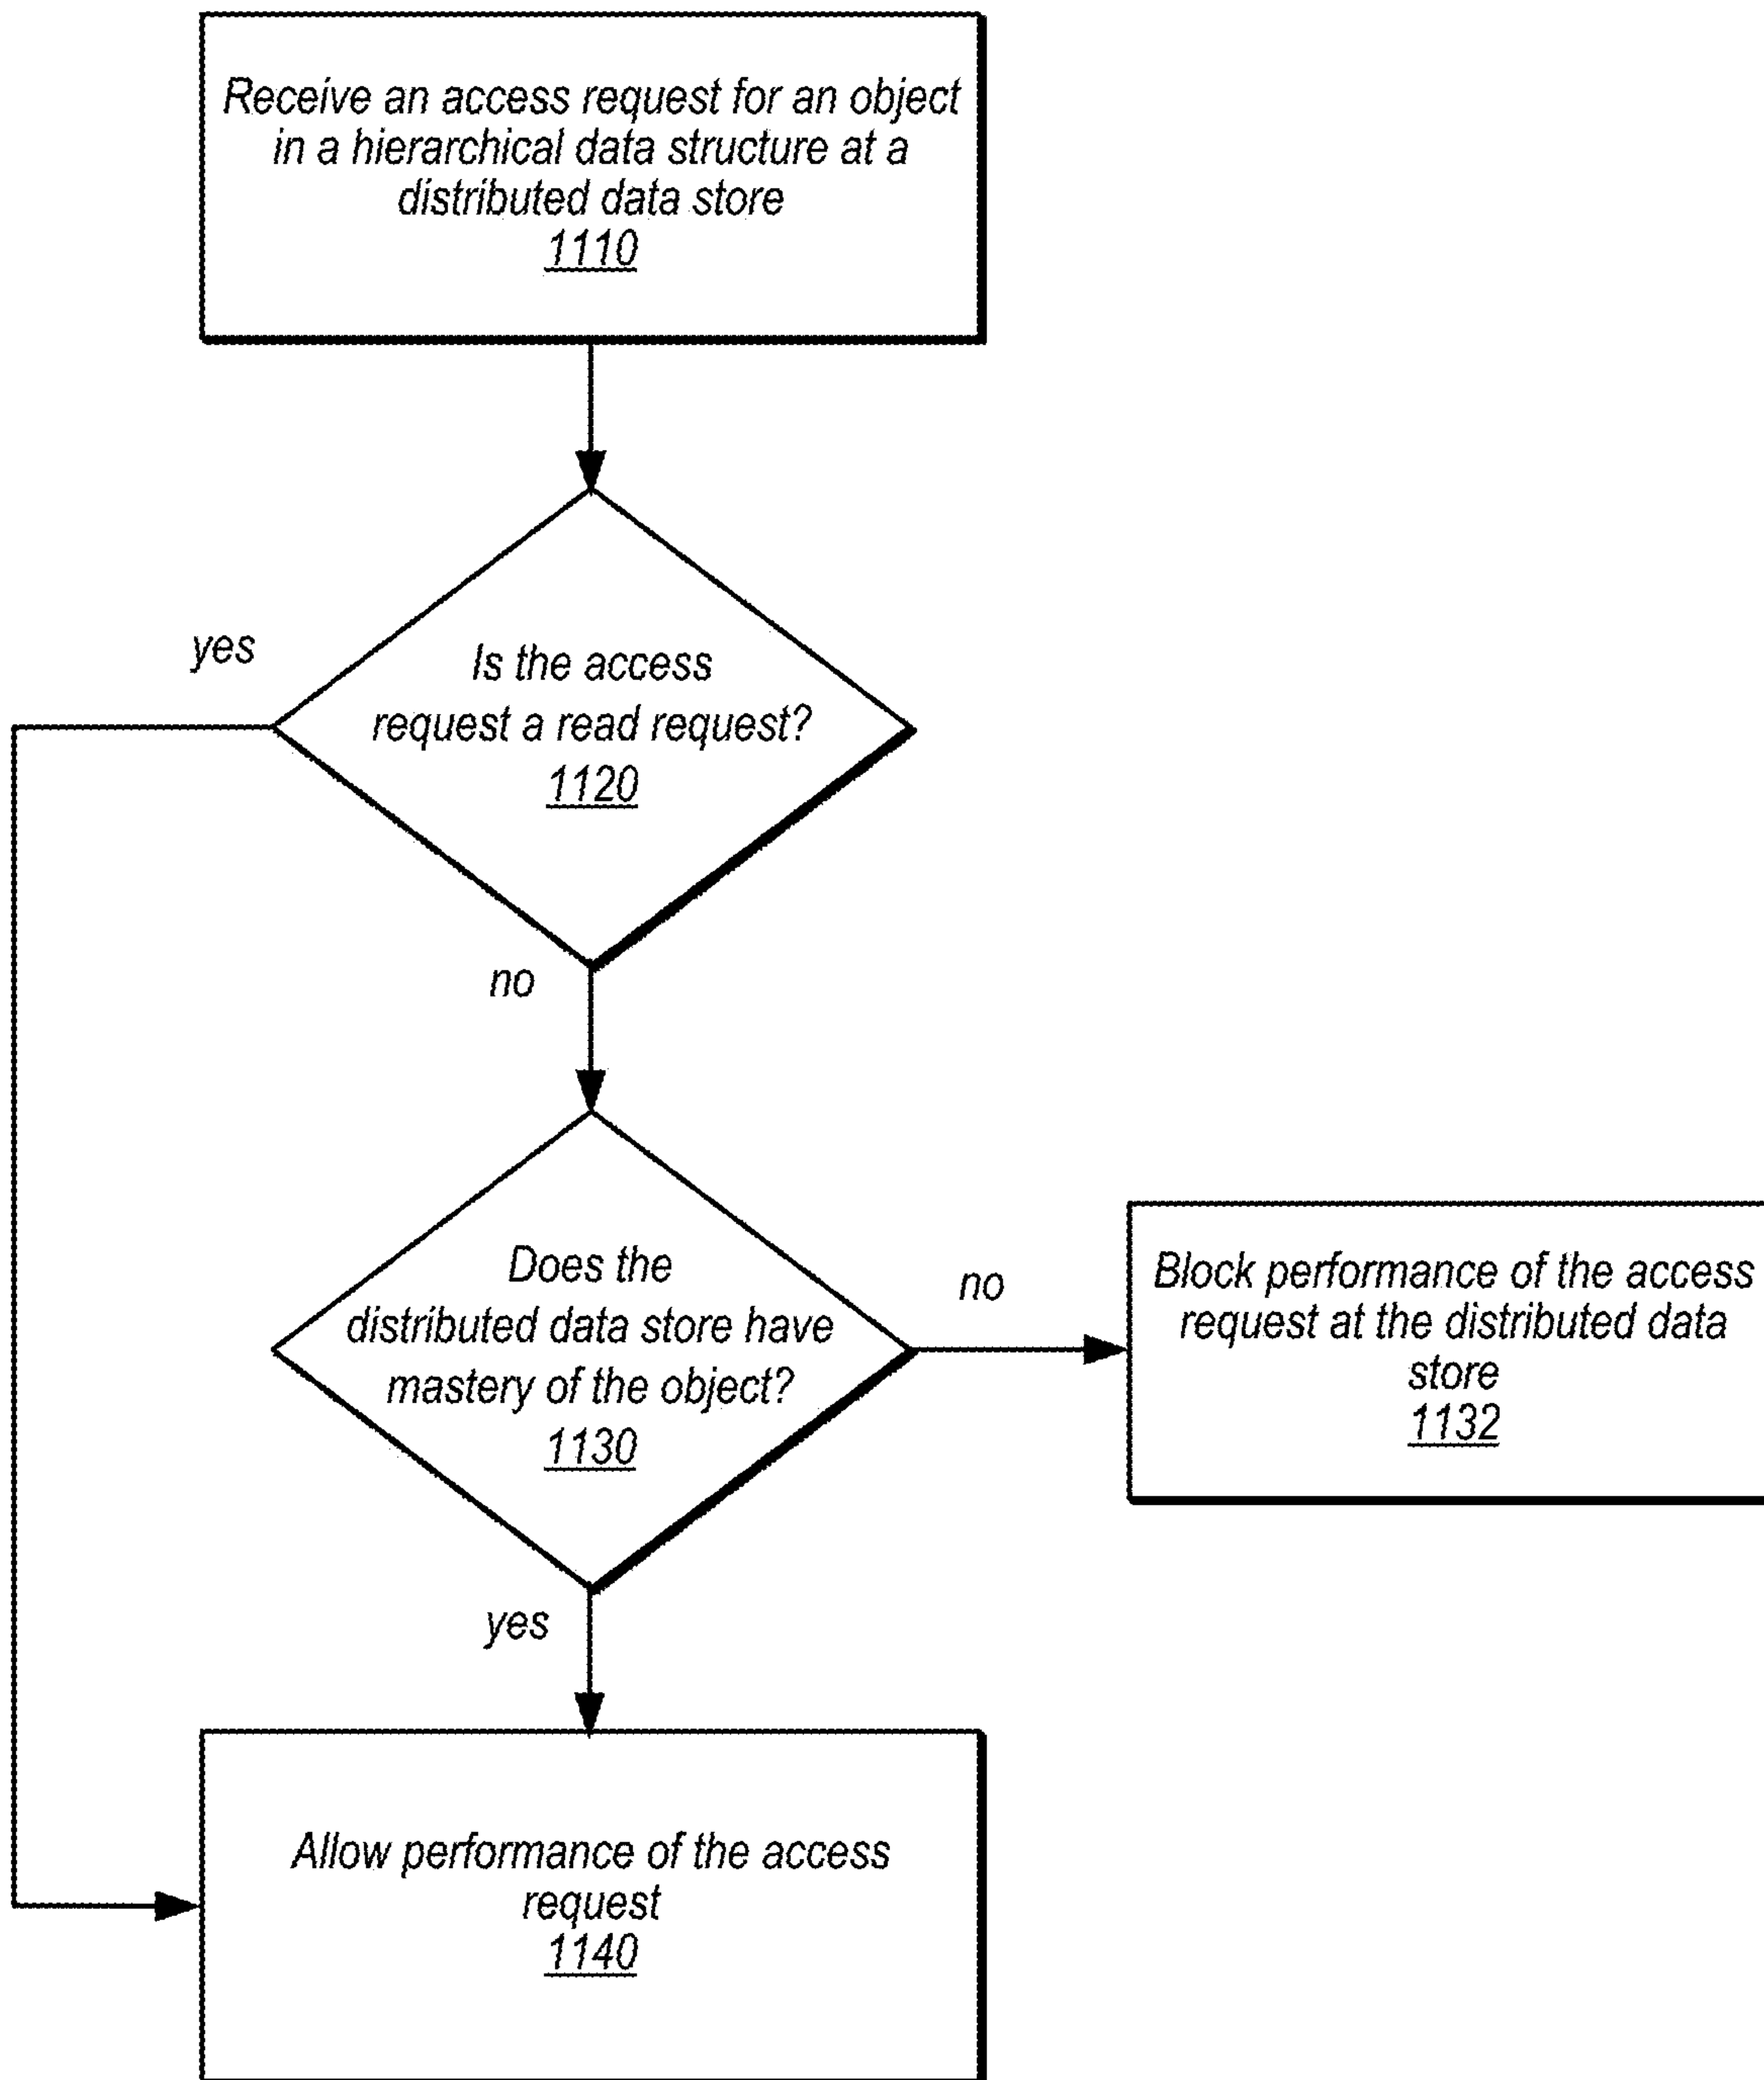 Receive an access request for an object
in a hierarchical data structure at a
distributed data store
1110
yes
Is the access
request a read request?
1120
no
Does the
distributed data store have
mastery of the object?
1130
no
Block performance of the access
request at the distributed data
store
1132
yes
Allow performance of the access
request
1140